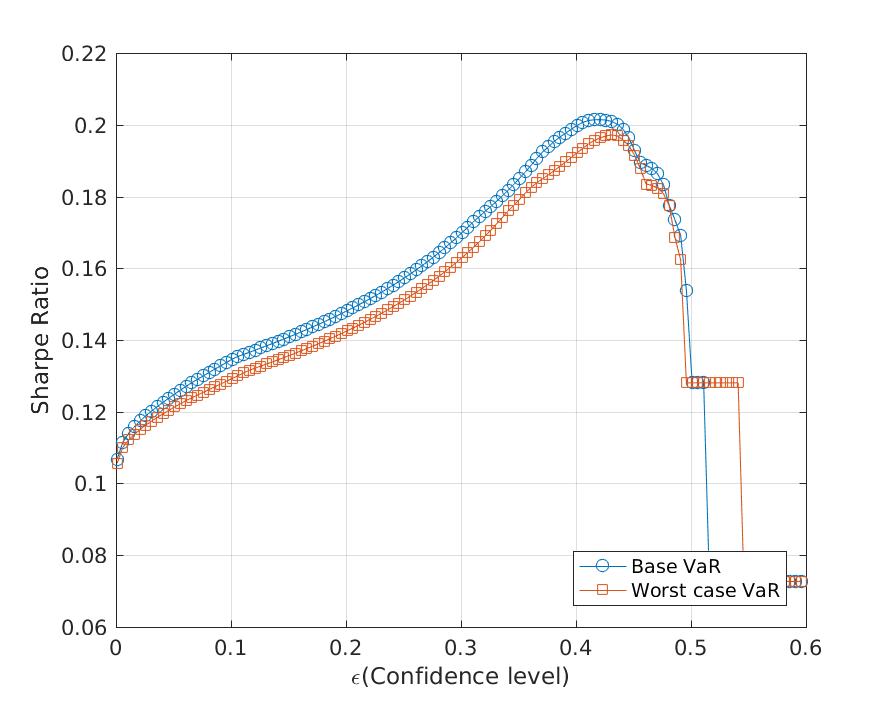 0.22
0.2
0.18
0.16
0.14
0.12
0.1
0.08
0.06
Sharpe Ratio
Base VaR
Worst case VaR
0 0.1 0.2 0.3 0.4 0.5 0.6
ϵ(Confidence level)